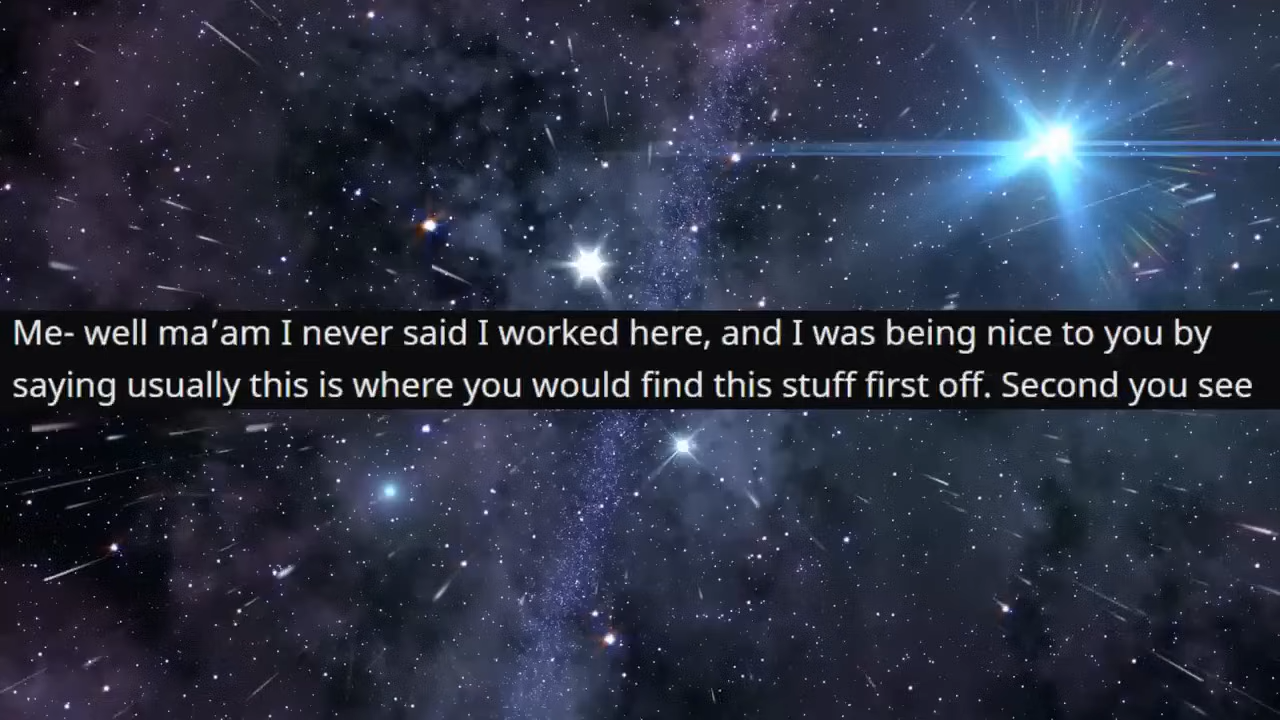 Me- well ma’am I never said I worked here, and I was being nice to you by
saying usually this is where you would find this stuff first off. Second you see